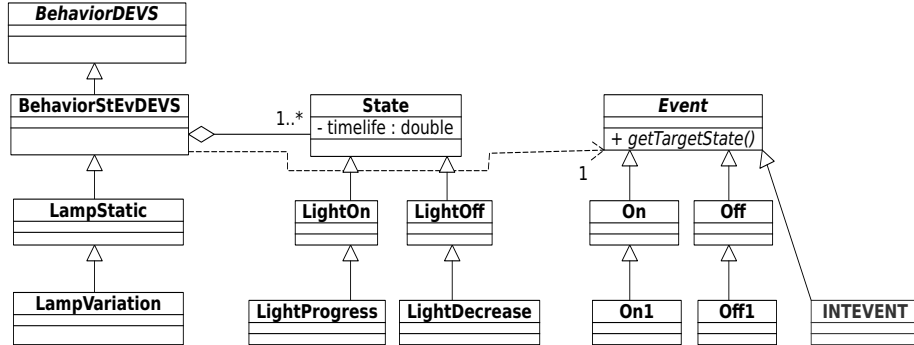 BehaviorDEVS
BehaviorStEvDEVS
1..*
State
- timelife : double
Event
+ getTargetState()
1
LampStatic
LightOn
LightOff
On
Off
LampVariation
LightProgress
LightDecrease
On1
Off1
INTEVENT